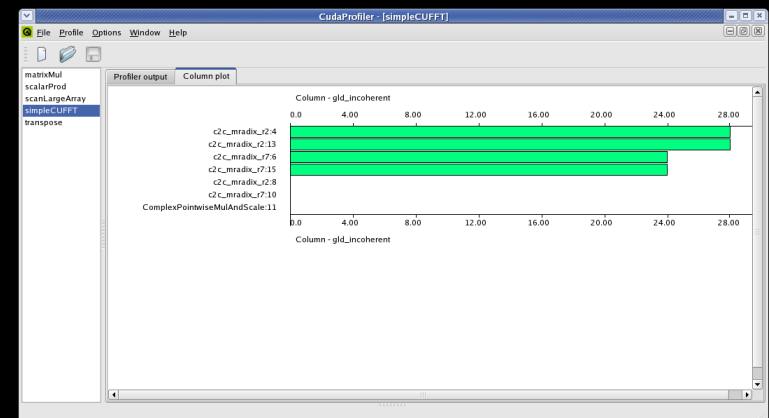 CudaProfiler - [simpleCUFFT]
File Profile Options Window Help
matrixMul
scalarProd
scanLargeArray
simpleCUFFT
transpose
Profiler output Column plot
Column - gld_incoherent
0.0 4.00 8.00 12.00 16.00 20.00 24.00 28.00
c2c_mradix_r2:4
c2c_mradix_r2:13
c2c_mradix_r7:6
c2c_mradix_r7:15
c2c_mradix_r2:8
c2c_mradix_r7:10
ComplexPointwiseMulAndScale:11
0.0 4.00 8.00 12.00 16.00 20.00 24.00 28.00
Column - gld_incoherent